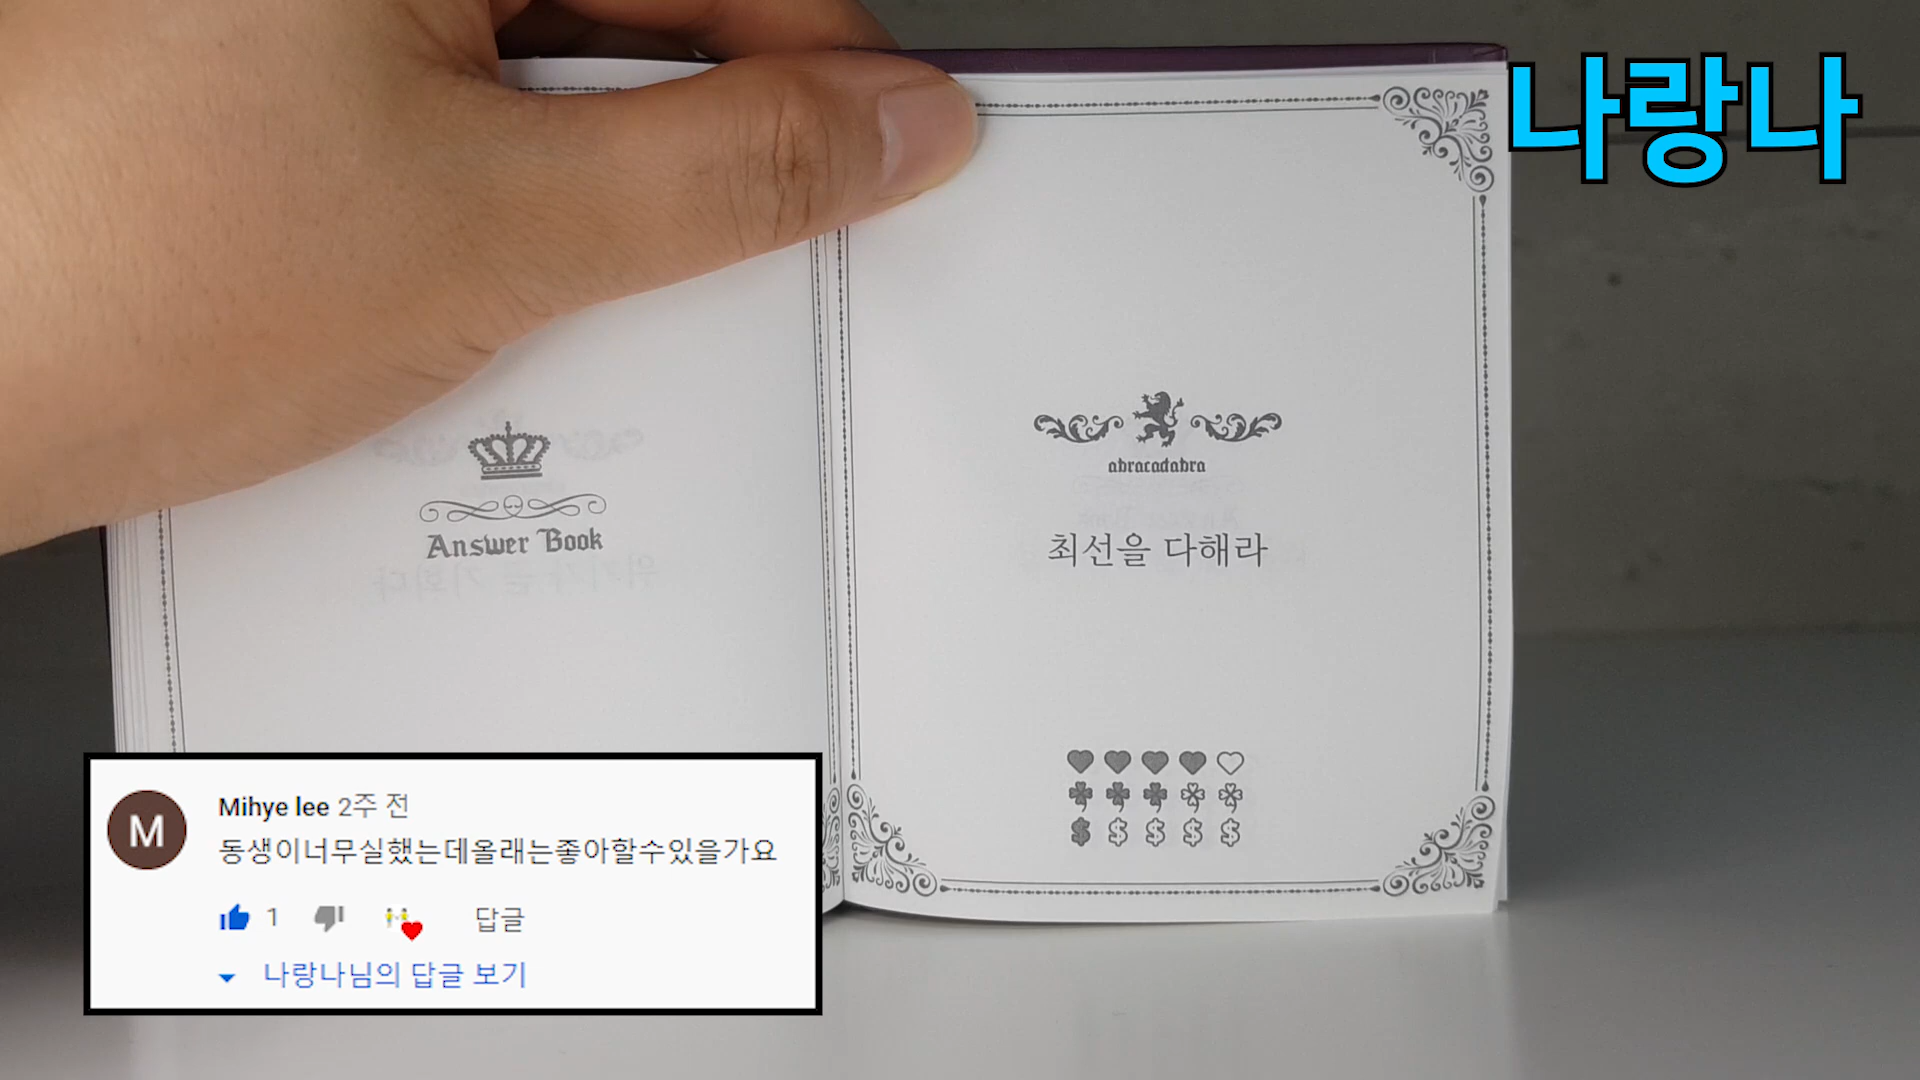 나랑나
Answer Book
abracadabra
최선을 다해라
M
Mihye lee 2주 전
동생이너무실했는데올래는좋아할수있을가요
1
답글
나랑나님의 답글 보기